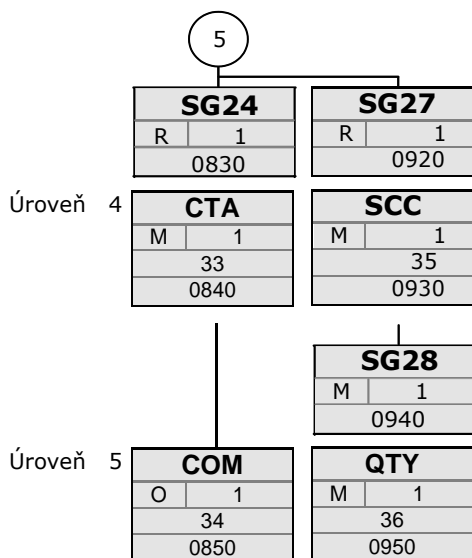 5
SG24 SG27
R 1 R 1
0830 0920
Úroveň 4 CTA SCC
M 1 M 1
33 35
0840 0930
SG28
M 1
0940
Úroveň 5 COM QTY
O 1 M 1
34 36
0850 0950